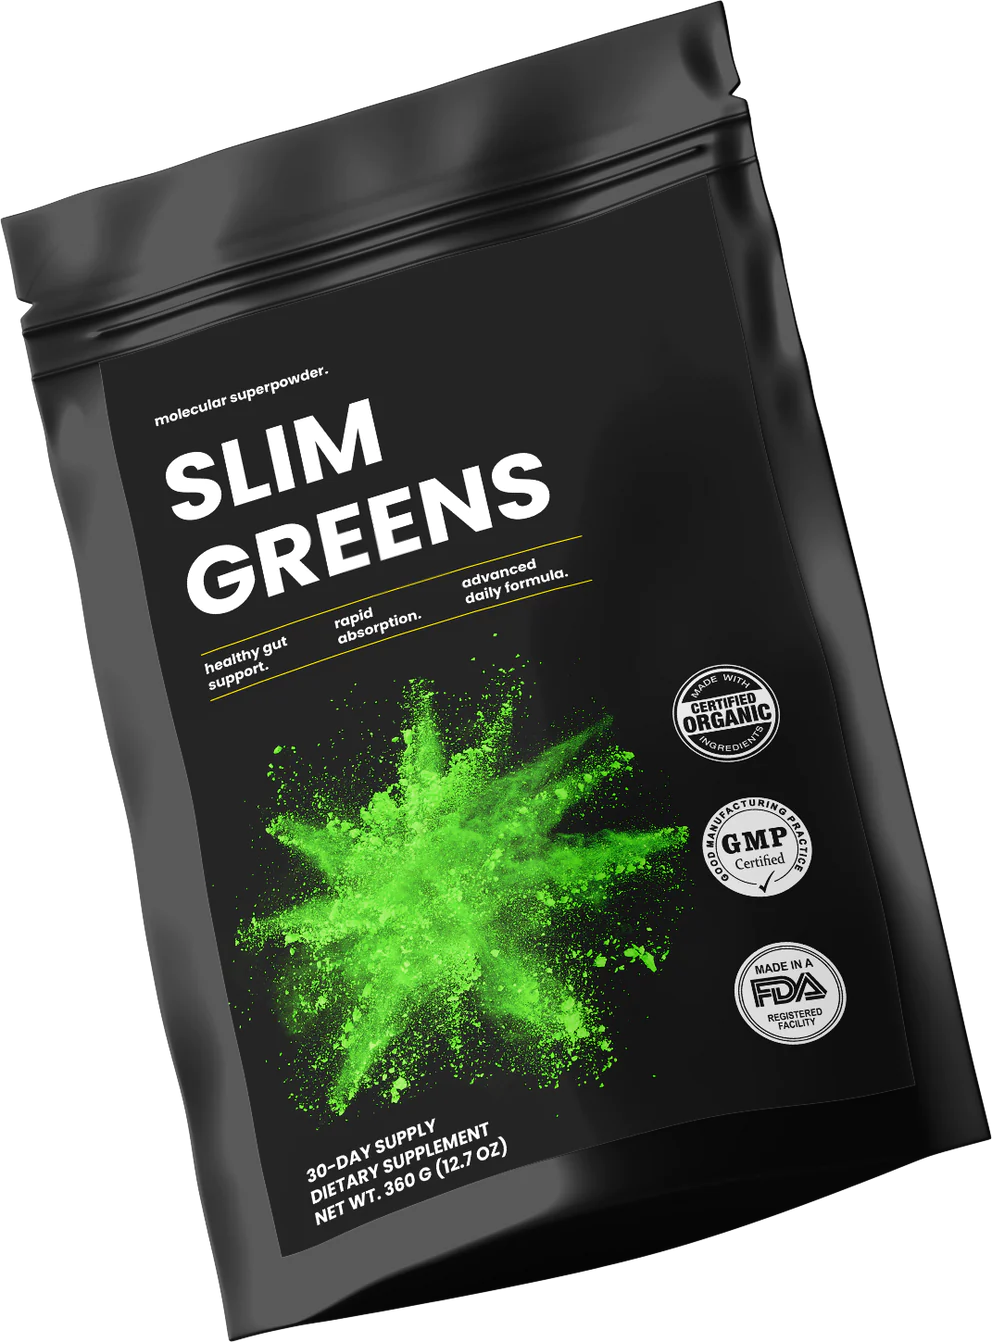 molecular superpowder.
SLIM
GREENS
healthy gut
support.
rapid
absorption.
advanced
daily formula.
MADE WITH
CERTIFIED
ORGANIC
INGREDIENTS
GOOD MANUFACTURING PRACTICE
GMP
Certified
MADE IN A
FDA
REGISTERED
FACILITY
30-DAY SUPPLY
DIETARY SUPPLEMENT
NET WT. 360 G (12.7 OZ)